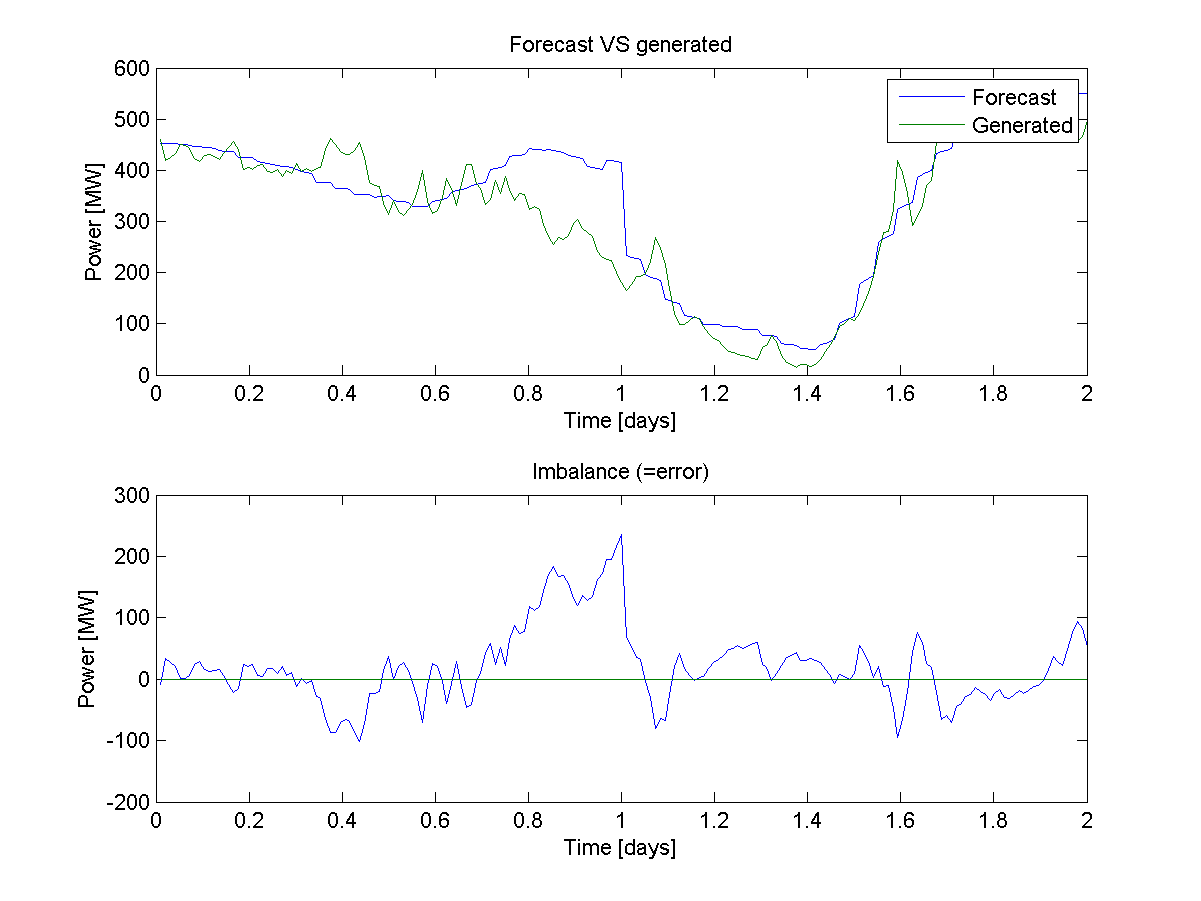 Forecast VS generated
600
500
400
300
200
100
0
Power [MW]
Forecast
Generated
0 0.2 0.4 0.6 0.8 1 1.2 1.4 1.6 1.8 2
Time [days]
Imbalance (=error)
300
200
100
0
-100
-200
Power [MW]
0 0.2 0.4 0.6 0.8 1 1.2 1.4 1.6 1.8 2
Time [days]